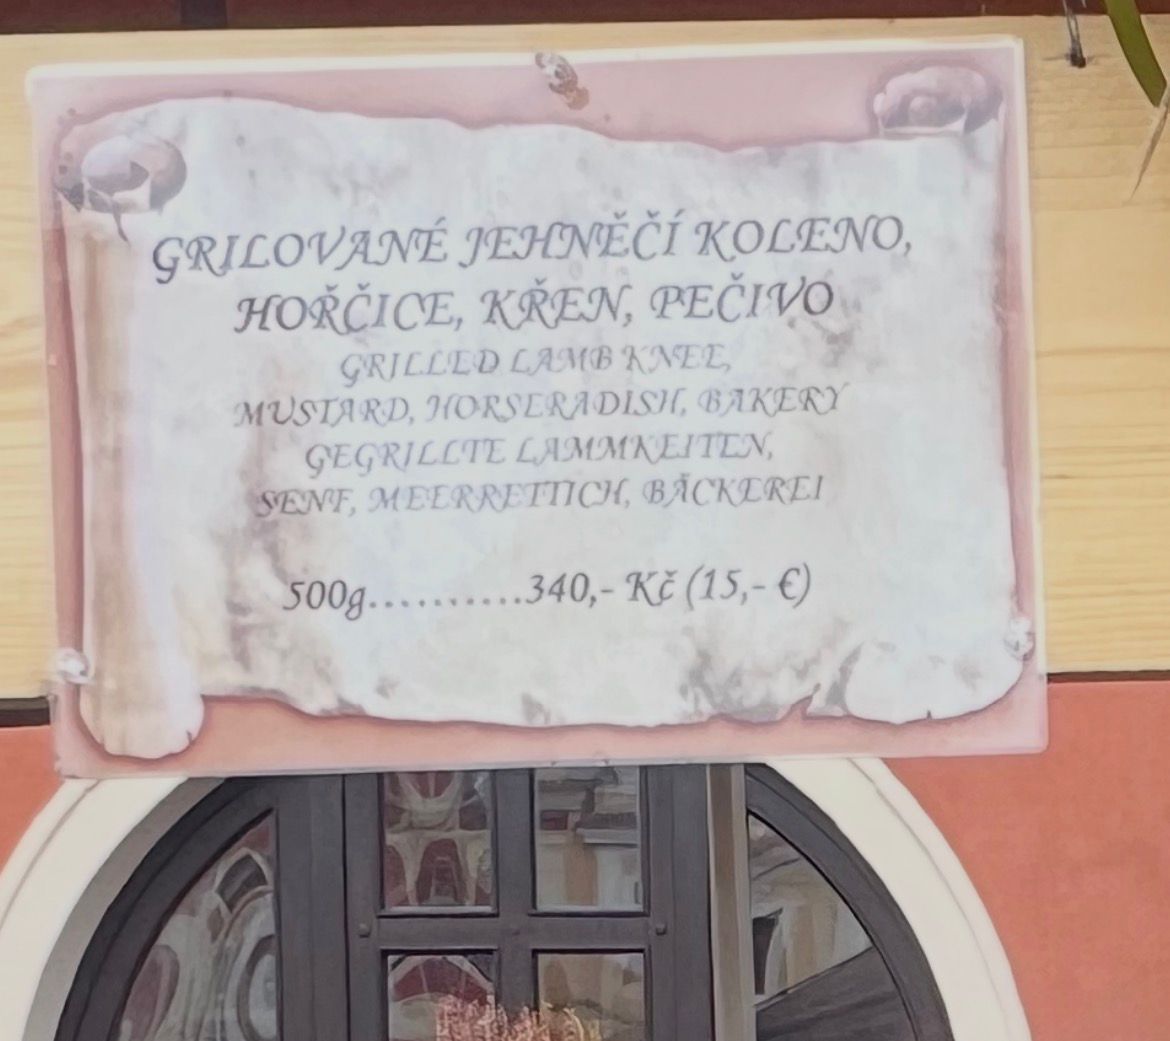 GRILOVANÉ JEHNĚČÍ KOLENO,
HOŘČICE, KŘEN, PEČIVO
GRILLED LAMB KNEE,
MUSTARD, HORSERADISH, BAKERY
GEGRILLTE LAMMKEITEN,
SENF, MEERRETTICH, BÄCKEREI
500g..........340,- Kč (15,- €)